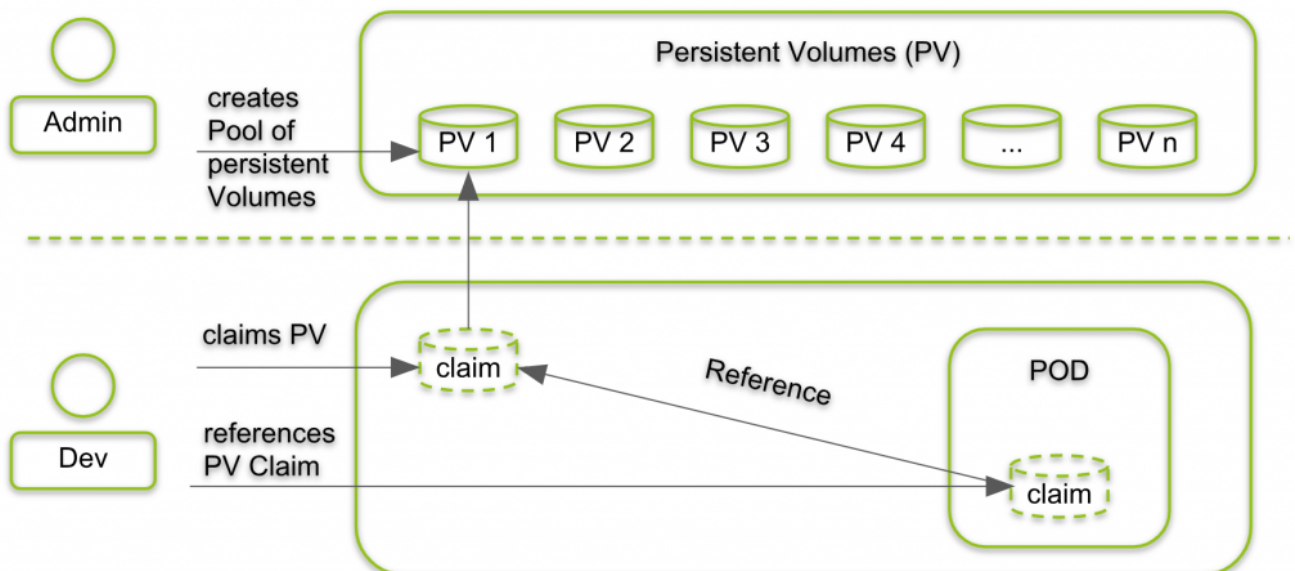 Persistent Volumes (PV)
Admin
creates
Pool of
persistent
Volumes
PV 1
PV 2
PV 3
PV 4
...
PV n
claims PV
claim
Reference
POD
Dev
references
PV Claim
claim